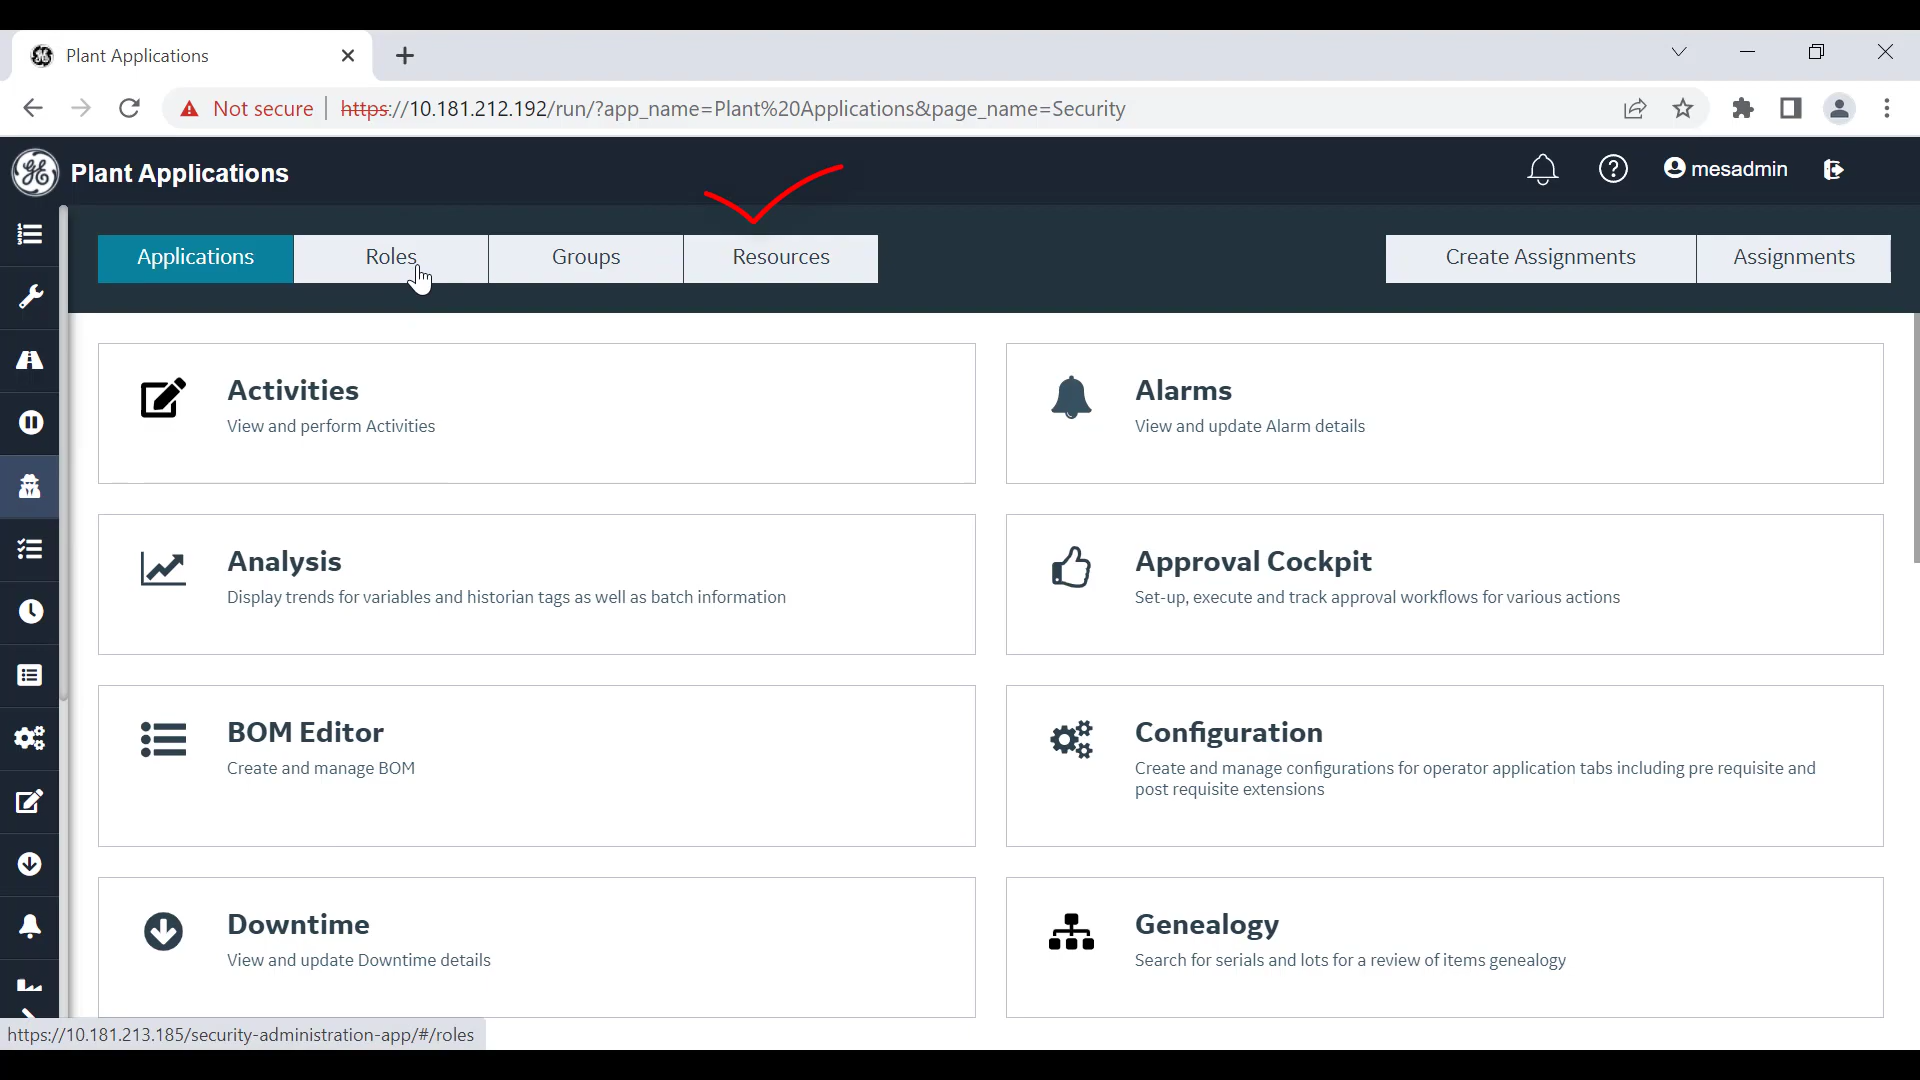 Plant Applications
Not secure
https://10.181.212.192/run/?app_name=Plant%20Applications&page_name=Security
Plant Applications
mesadmin
Applications
Roles
Groups
Resources
Create Assignments
Assignments
Activities
View and perform Activities
Alarms
View and update Alarm details
Analysis
Display trends for variables and historian tags as well as batch information
Approval Cockpit
Set-up, execute and track approval workflows for various actions
BOM Editor
Create and manage BOM
Configuration
Create and manage configurations for operator application tabs including pre requisite and
post requisite extensions
Downtime
View and update Downtime details
Genealogy
Search for serials and lots for a review of items genealogy
https://10.181.213.185/security-administration-app/#/roles